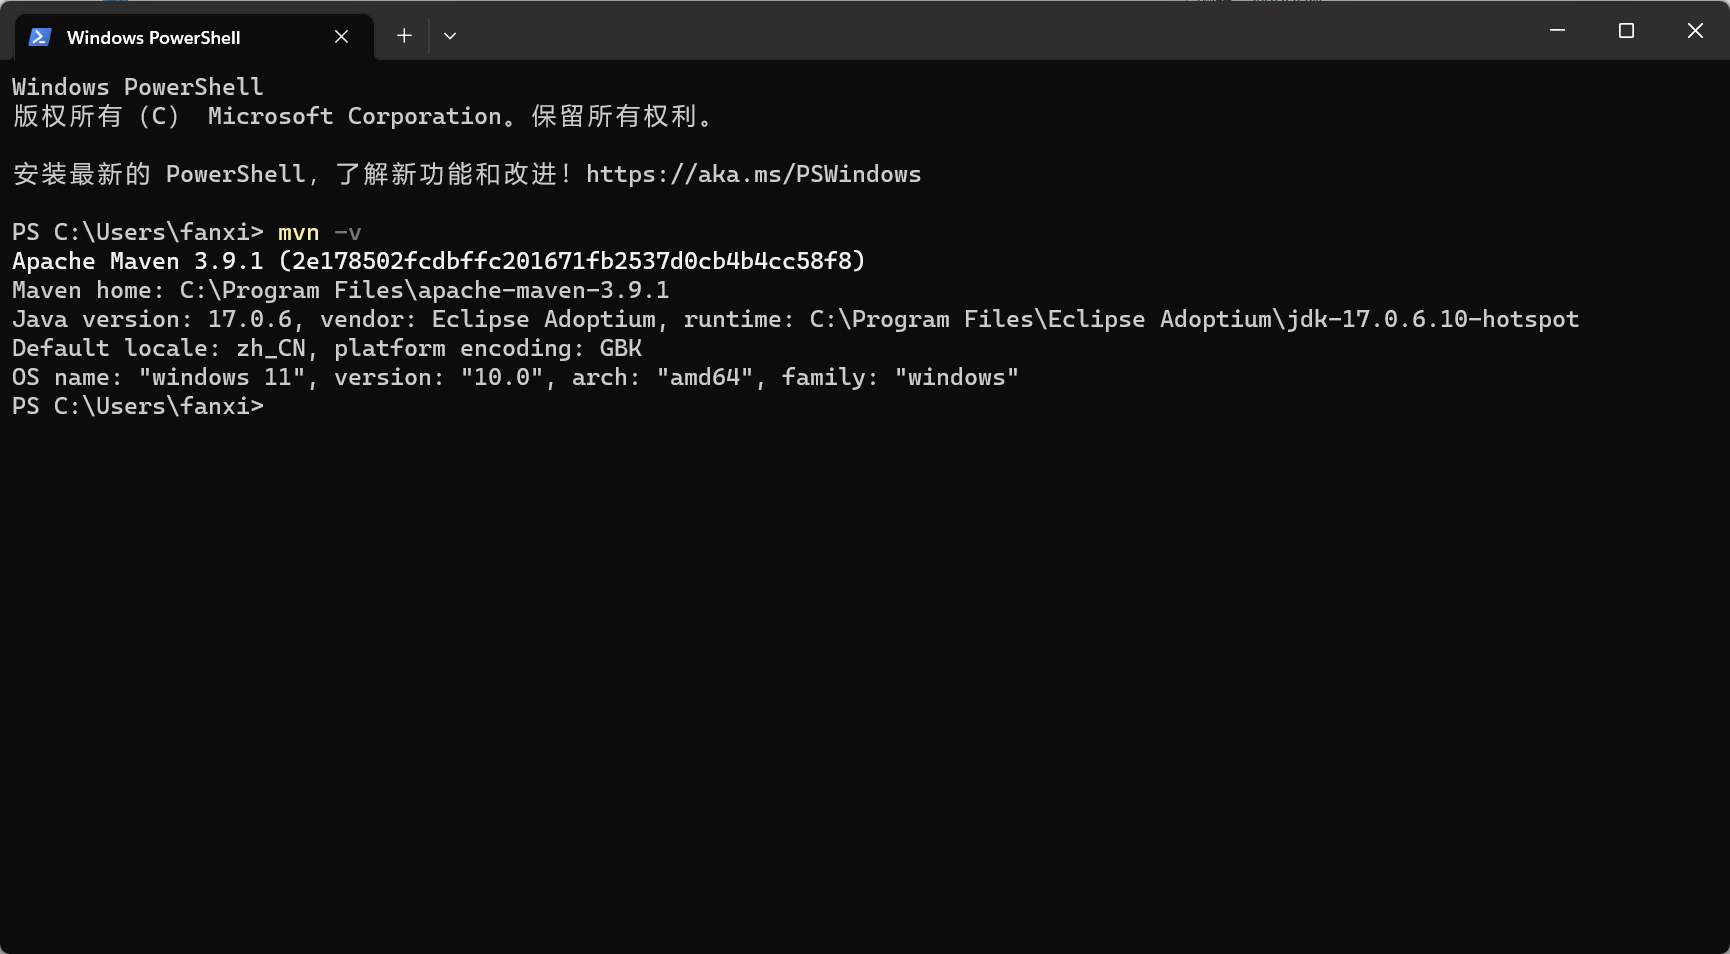 Windows PowerShell
Windows PowerShell
版权所有（C） Microsoft Corporation。保留所有权利。
安装最新的 PowerShell，了解新功能和改进！https://aka.ms/PSWindows
PS C:\Users\fanxi> mvn -v
Apache Maven 3.9.1 (2e178502fcdbffc201671fb2537d0cb4b4cc58f8)
Maven home: C:\Program Files\apache-maven-3.9.1
Java version: 17.0.6, vendor: Eclipse Adoptium, runtime: C:\Program Files\Eclipse Adoptium\jdk-17.0.6.10-hotspot
Default locale: zh_CN, platform encoding: GBK
OS name: "windows 11", version: "10.0", arch: "amd64", family: "windows"
PS C:\Users\fanxi>